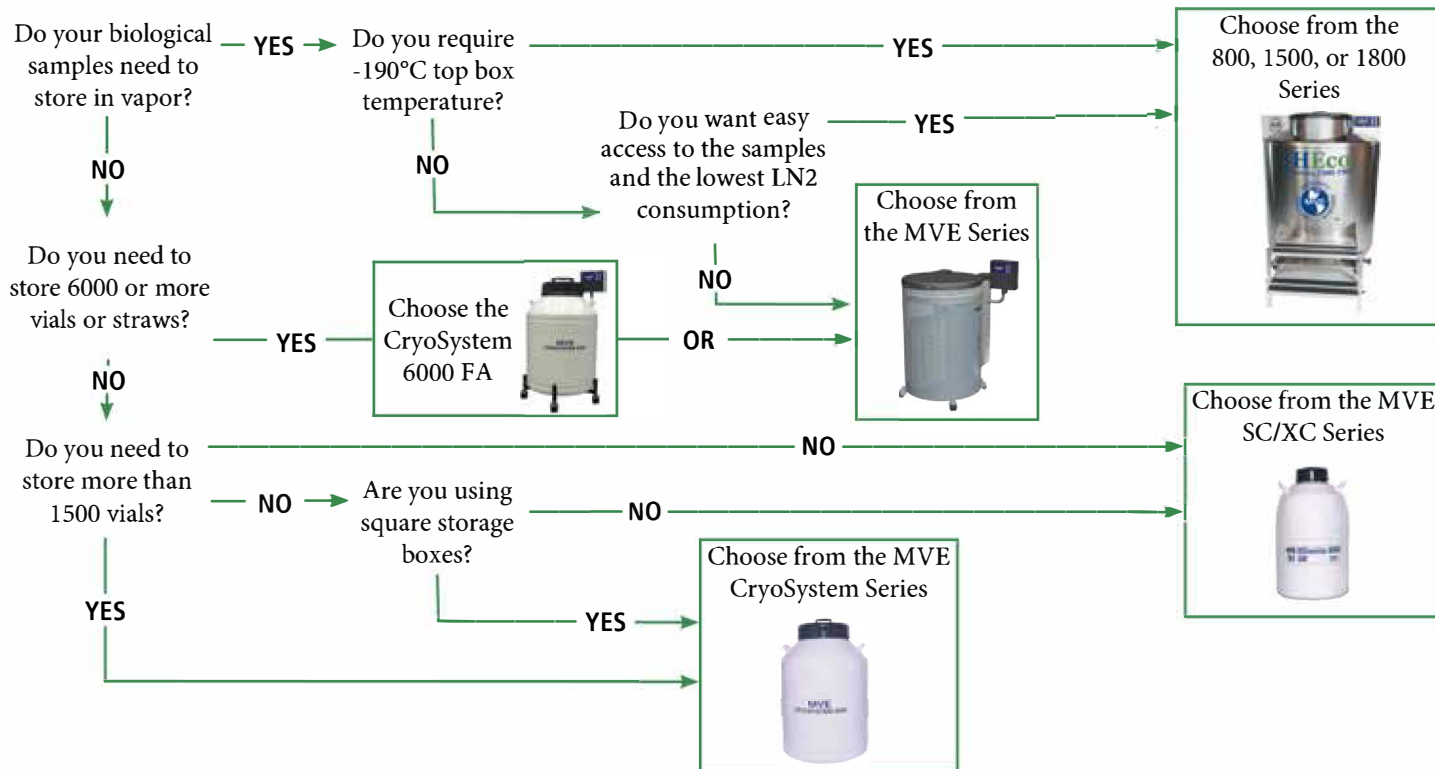 Do your biological
samples need to
store in vapor?
YES
Do you require
-190°C top box
temperature?
YES
Choose from the
800, 1500, or 1800
Series
NO
NO
Do you want easy
access to the samples
and the lowest LN2
consumption?
YES
HEco
Do you need to
store 6000 or more
vials or straws?
YES
Choose the
CryoSystem
6000 FA
MVE
OR
NO
Choose from
the MVE Series
NO
Do you need to
store more than
1500 vials?
NO
Choose from the MVE
SC/XC Series
NO
Are you using
square storage
boxes?
NO
YES
YES
Choose from the MVE
CryoSystem Series
MVE